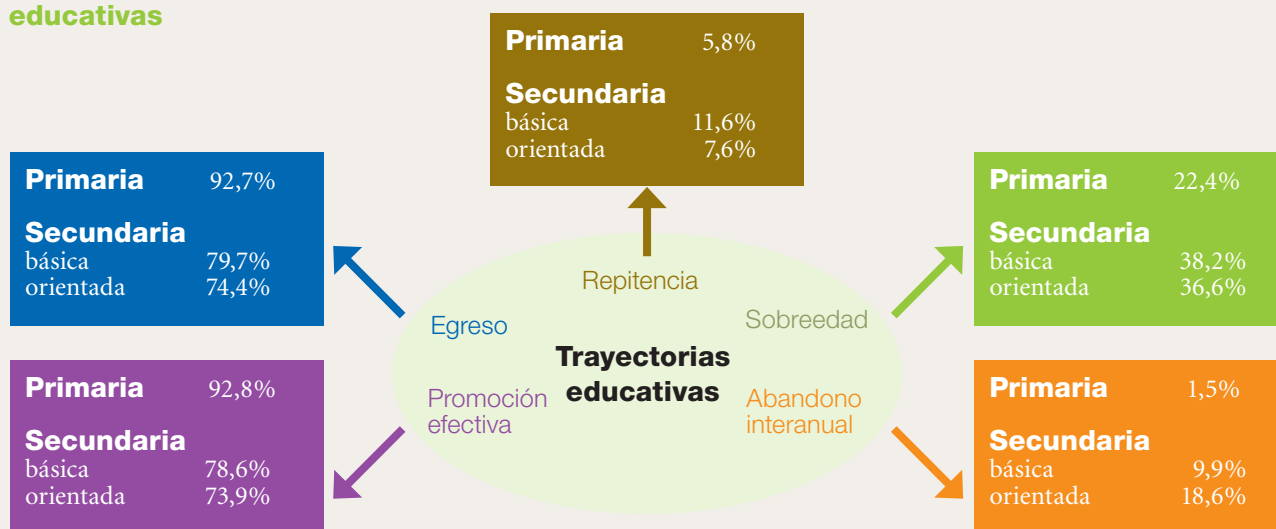 educativas
Primaria 5,8%
Secundaria
básica 11,6%
orientada 7,6%
Primaria 92,7%
Secundaria
básica 79,7%
orientada 74,4%
Primaria 22,4%
Secundaria
básica 38,2%
orientada 36,6%
Repitencia
Egreso
Sobreedad
Trayectorias
educativas
Promoción
efectiva
Abandono
interanual
Primaria 92,8%
Secundaria
básica 78,6%
orientada 73,9%
Primaria 1,5%
Secundaria
básica 9,9%
orientada 18,6%